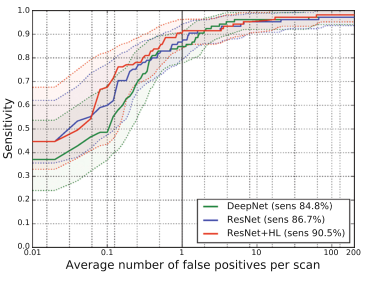 1.0
0.9
0.8
0.7
0.6
0.5
0.4
0.3
0.2
0.1
0.0
Sensitivity
DeepNet (sens 84.8%)
ResNet (sens 86.7%)
ResNet+HL (sens 90.5%)
0.01 0.1 1 10 100 200
Average number of false positives per scan